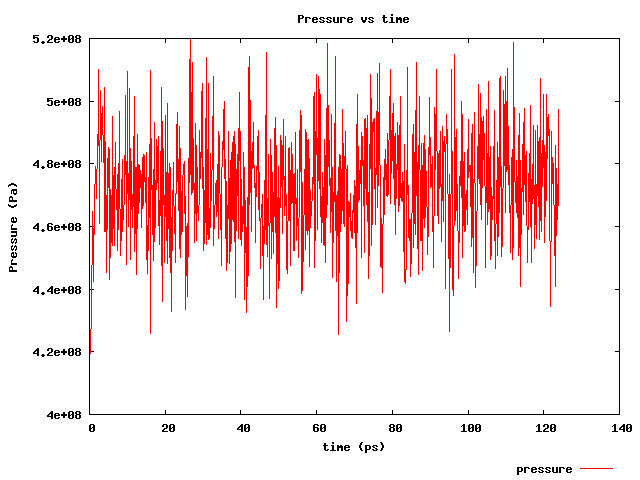 Pressure vs time
5.2e+08
5e+08
4.8e+08
4.6e+08
4.4e+08
4.2e+08
4e+08
Pressure (Pa)
0 20 40 60 80 100 120 140
time (ps)
pressure